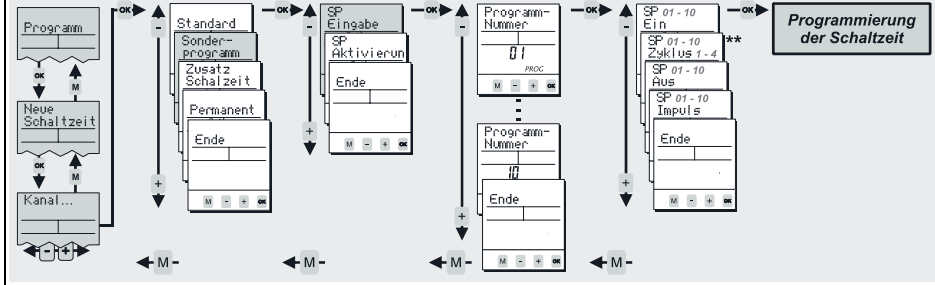 Programm
OK
M
Neue
Schaltzeit
OK
M
Kanal...
- +
OK
-
+
Standard
Sonder-
programm
Zusatz
Schalzeit
Permanent
Ende
M - + OK
M
OK
-
+
SP
Eingabe
SP
Aktivierun
Ende
M - + OK
M
OK
-
+
Programm-
Nummer
01
PROG
M - + OK
Programm-
Nummer
10
Ende
M - + OK
M
OK
-
+
SP 01 - 10
Ein
SP 01 - 10
Zyklus 1 - 4
**
SP 01 - 10
Aus
SP 01 - 10
Impuls
Ende
M - + OK
M
OK
Programmierung
der Schaltzeit